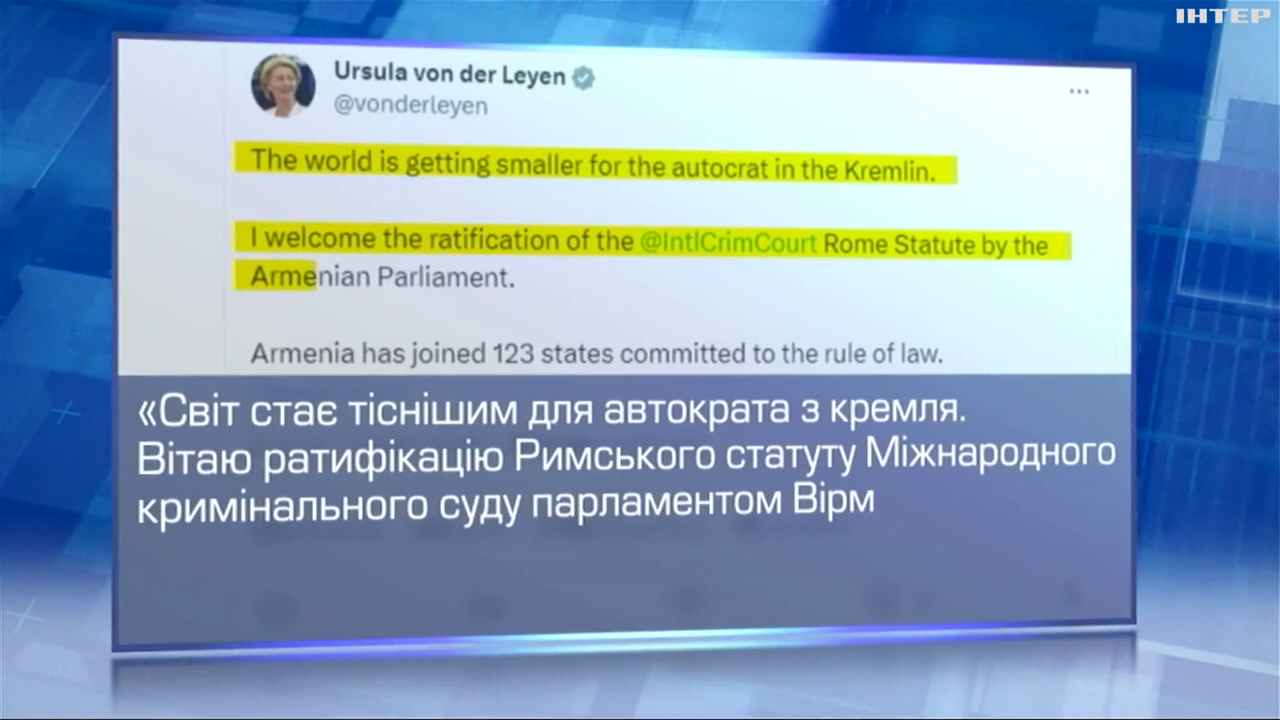 ІНТЕР
Ursula von der Leyen
@vonderleyen
The world is getting smaller for the autocrat in the Kremlin.
I welcome the ratification of the @IntlCrimCourt Rome Statute by the
Armenian Parliament.
Armenia has joined 123 states committed to the rule of law.
«Світ стає тіснішим для автократа з кремля.
Вітаю ратифікацію Римського статуту Міжнародного
кримінального суду парламентом Вірм